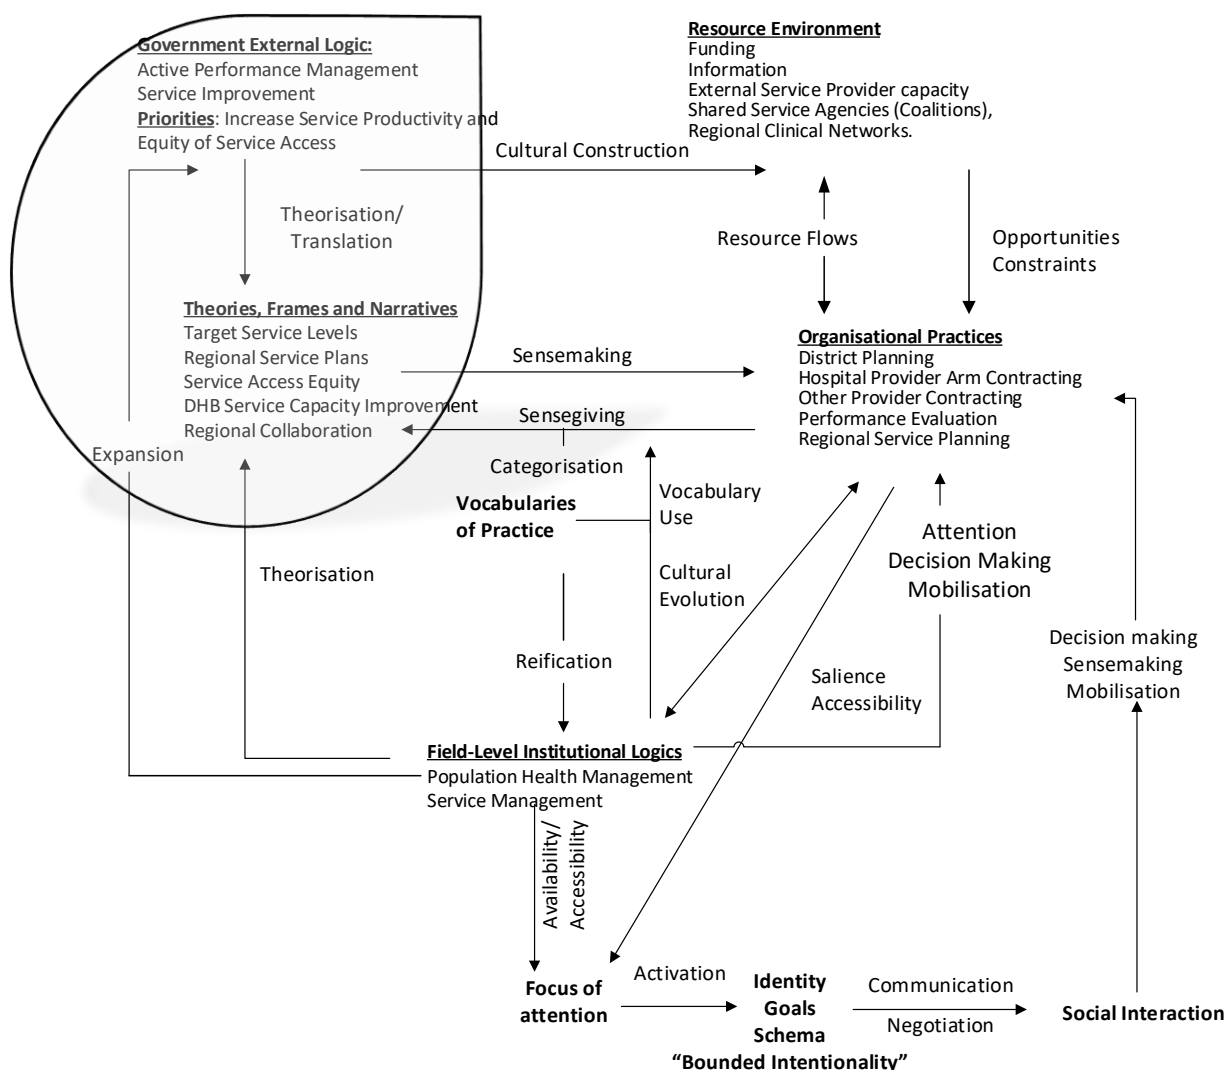 Government External Logic:
Active Performance Management
Service Improvement
Priorities: Increase Service Productivity and
Equity of Service Access
Resource Environment
Funding
Information
External Service Provider capacity
Shared Service Agencies (Coalitions),
Regional Clinical Networks.
Cultural Construction
Theorisation/
Translation
Resource Flows
Opportunities
Constraints
Theories, Frames and Narratives
Target Service Levels
Regional Service Plans
Service Access Equity
DHB Service Capacity Improvement
Regional Collaboration
Sensemaking
Sensegiving
Organisational Practices
District Planning
Hospital Provider Arm Contracting
Other Provider Contracting
Performance Evaluation
Regional Service Planning
Expansion
Categorisation
Vocabularies
of Practice
Vocabulary
Use
Attention
Decision Making
Mobilisation
Theorisation
Cultural
Evolution
Reification
Salience
Accessibility
Decision making
Sensemaking
Mobilisation
Field-Level Institutional Logics
Population Health Management
Service Management
Availability/
Accessibility
Focus of
attention
Activation
Identity
Goals
Schema
“Bounded Intentionality”
Communication
Negotiation
Social Interaction